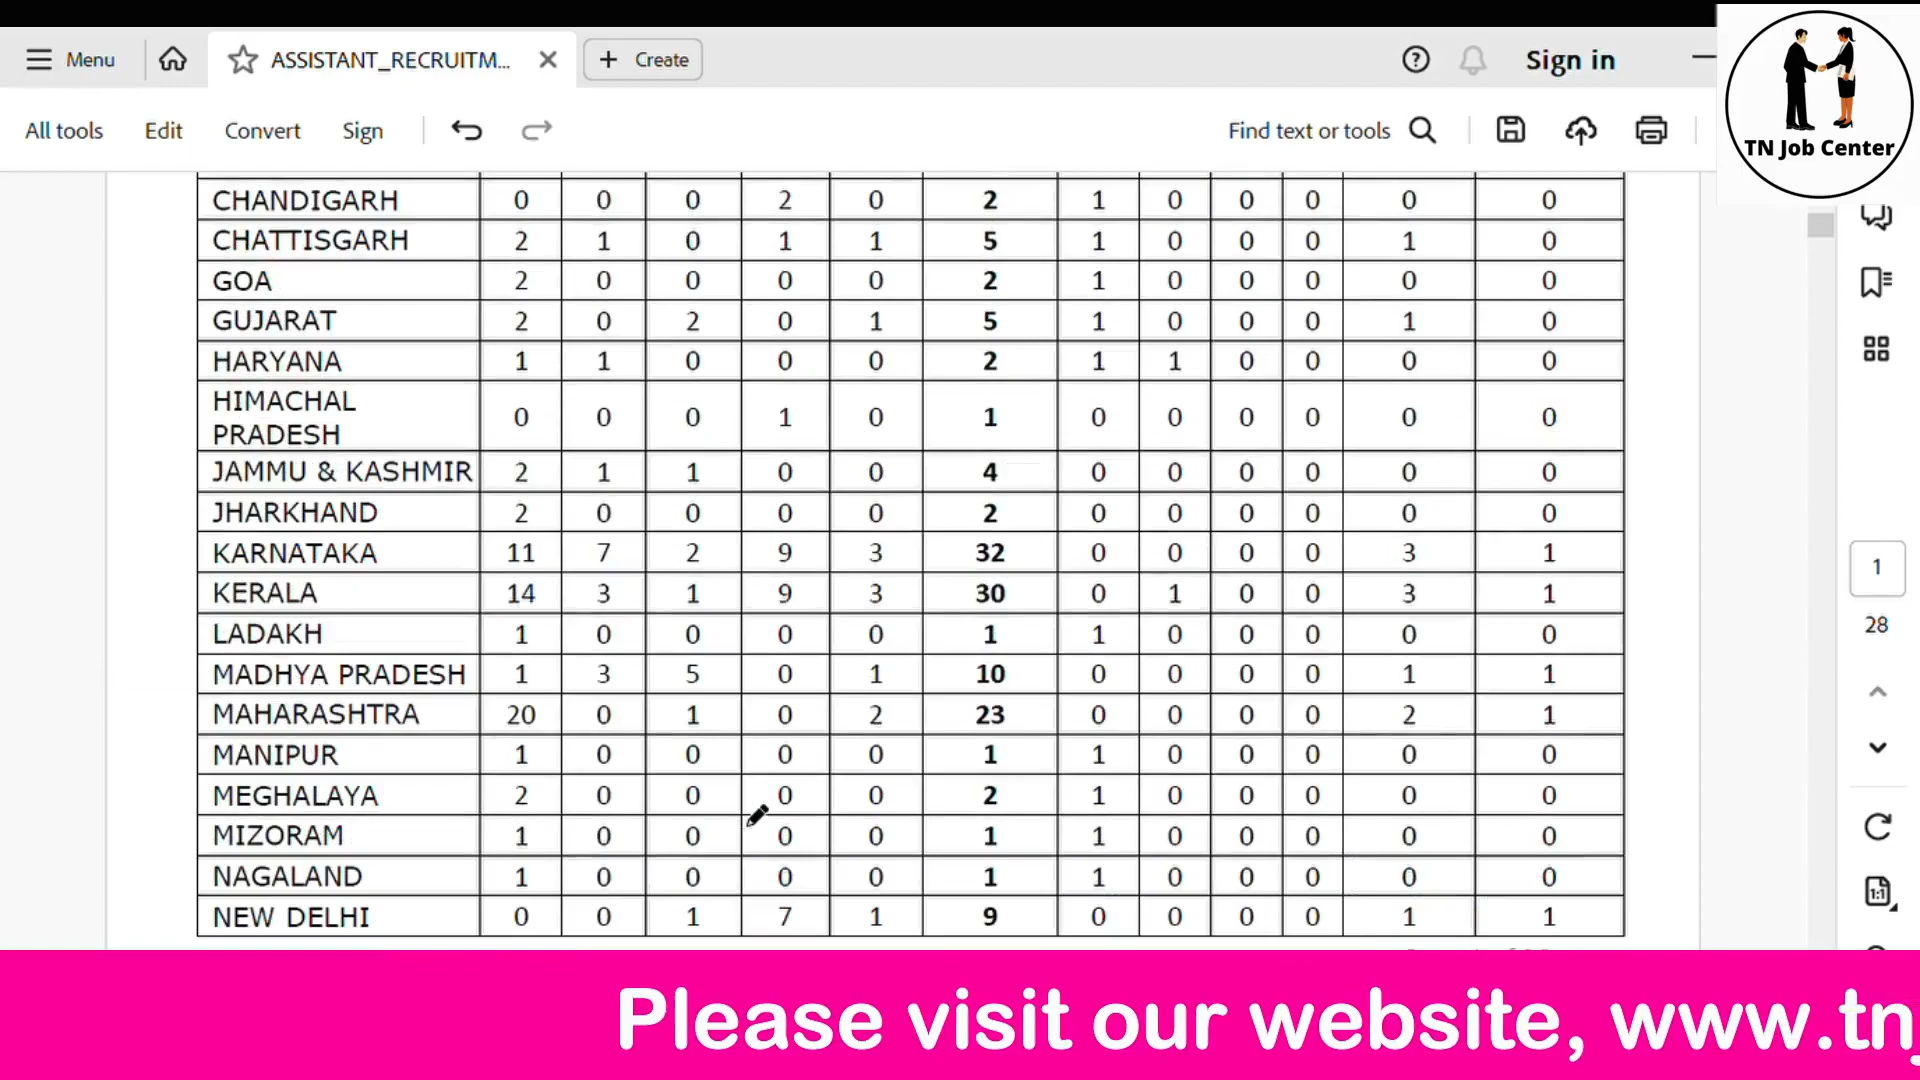 Menu
ASSISTANT_RECRUITM...
Create
Sign in
TN Job Center
All tools
Edit
Convert
Sign
Find text or tools
CHANDIGARH 0 0 0 2 0 2 1 0 0 0 0 0
CHATTISGARH 2 1 0 1 1 5 1 0 0 0 1 0
GOA 2 0 0 0 0 2 1 0 0 0 0 0
GUJARAT 2 0 2 0 1 5 1 0 0 0 1 0
HARYANA 1 1 0 0 0 2 1 1 0 0 0 0
HIMACHAL
PRADESH 0 0 0 1 0 1 0 0 0 0 0 0
JAMMU & KASHMIR 2 1 1 0 0 4 0 0 0 0 0 0
JHARKHAND 2 0 0 0 0 2 0 0 0 0 0 0
KARNATAKA 11 7 2 9 3 32 0 0 0 0 3 1
KERALA 14 3 1 9 3 30 0 1 0 0 3 1
LADAKH 1 0 0 0 0 1 1 0 0 0 0 0
MADHYA PRADESH 1 3 5 0 1 10 0 0 0 0 1 1
MAHARASHTRA 20 0 1 0 2 23 0 0 0 0 2 1
MANIPUR 1 0 0 0 0 1 1 0 0 0 0 0
MEGHALAYA 2 0 0 0 0 2 1 0 0 0 0 0
MIZORAM 1 0 0 0 0 1 1 0 0 0 0 0
NAGALAND 1 0 0 0 0 1 1 0 0 0 0 0
NEW DELHI 0 0 1 7 1 9 0 0 0 0 1 1
1
28
1:1
Please visit our website, www.tnj